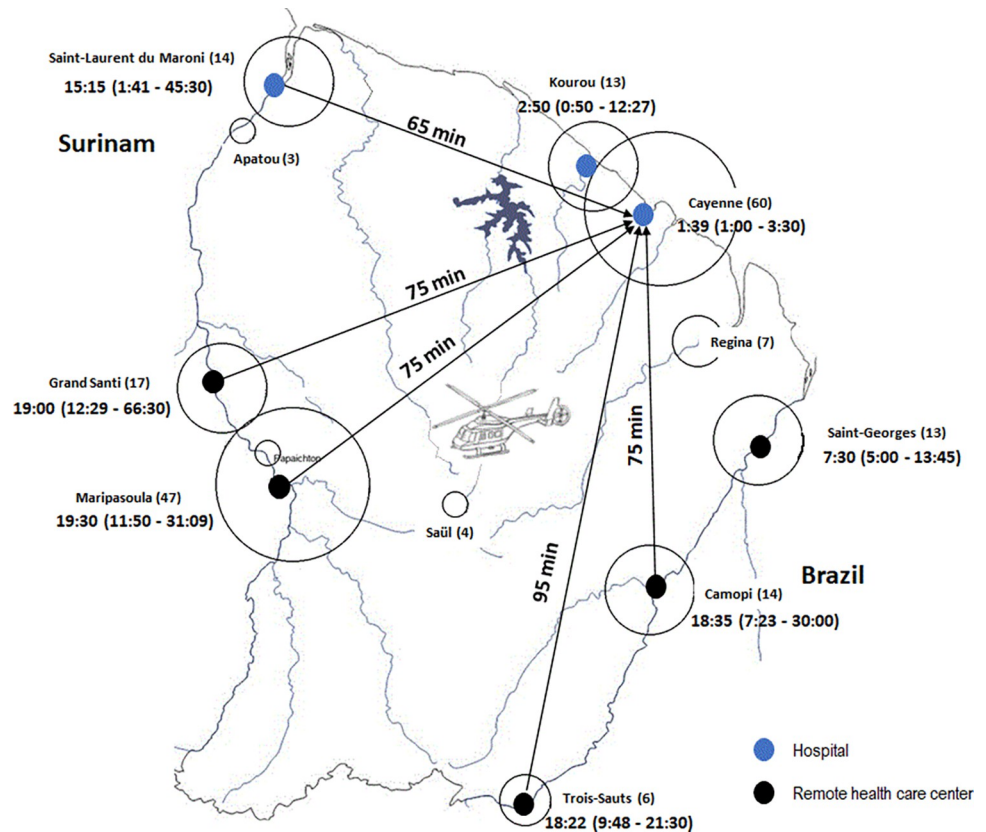 Saint-Laurent du Maroni (14)
15:15 (1:41 - 45:30)
Kourou (13)
2:50 (0:50 - 12:27)
Surinam
65 min
Apatou (3)
Cayenne (60)
1:39 (1:00 - 3:30)
75 min
75 min
Regina (7)
Grand Santi (17)
19:00 (12:29 - 66:30)
75 min
Saint-Georges (13)
7:30 (5:00 - 13:45)
Papaichton
Maripasoula (47)
19:30 (11:50 - 31:09)
Saül (4)
95 min
Brazil
Camopi (14)
18:35 (7:23 - 30:00)
Hospital
Remote health care center
Trois-Sauts (6)
18:22 (9:48 - 21:30)